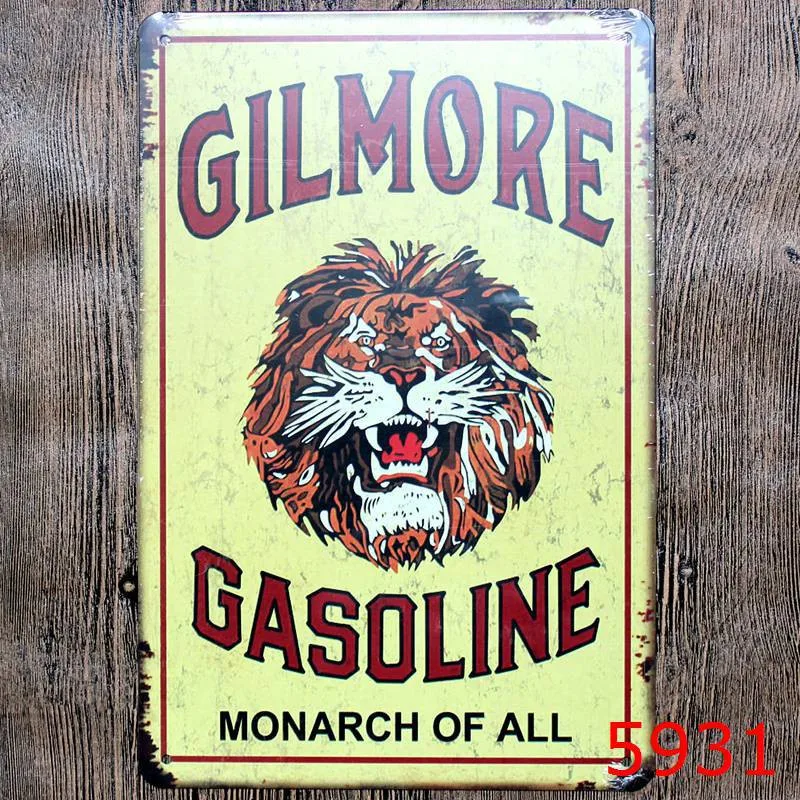 GILMORE
GASOLINE
MONARCH OF ALL
5931